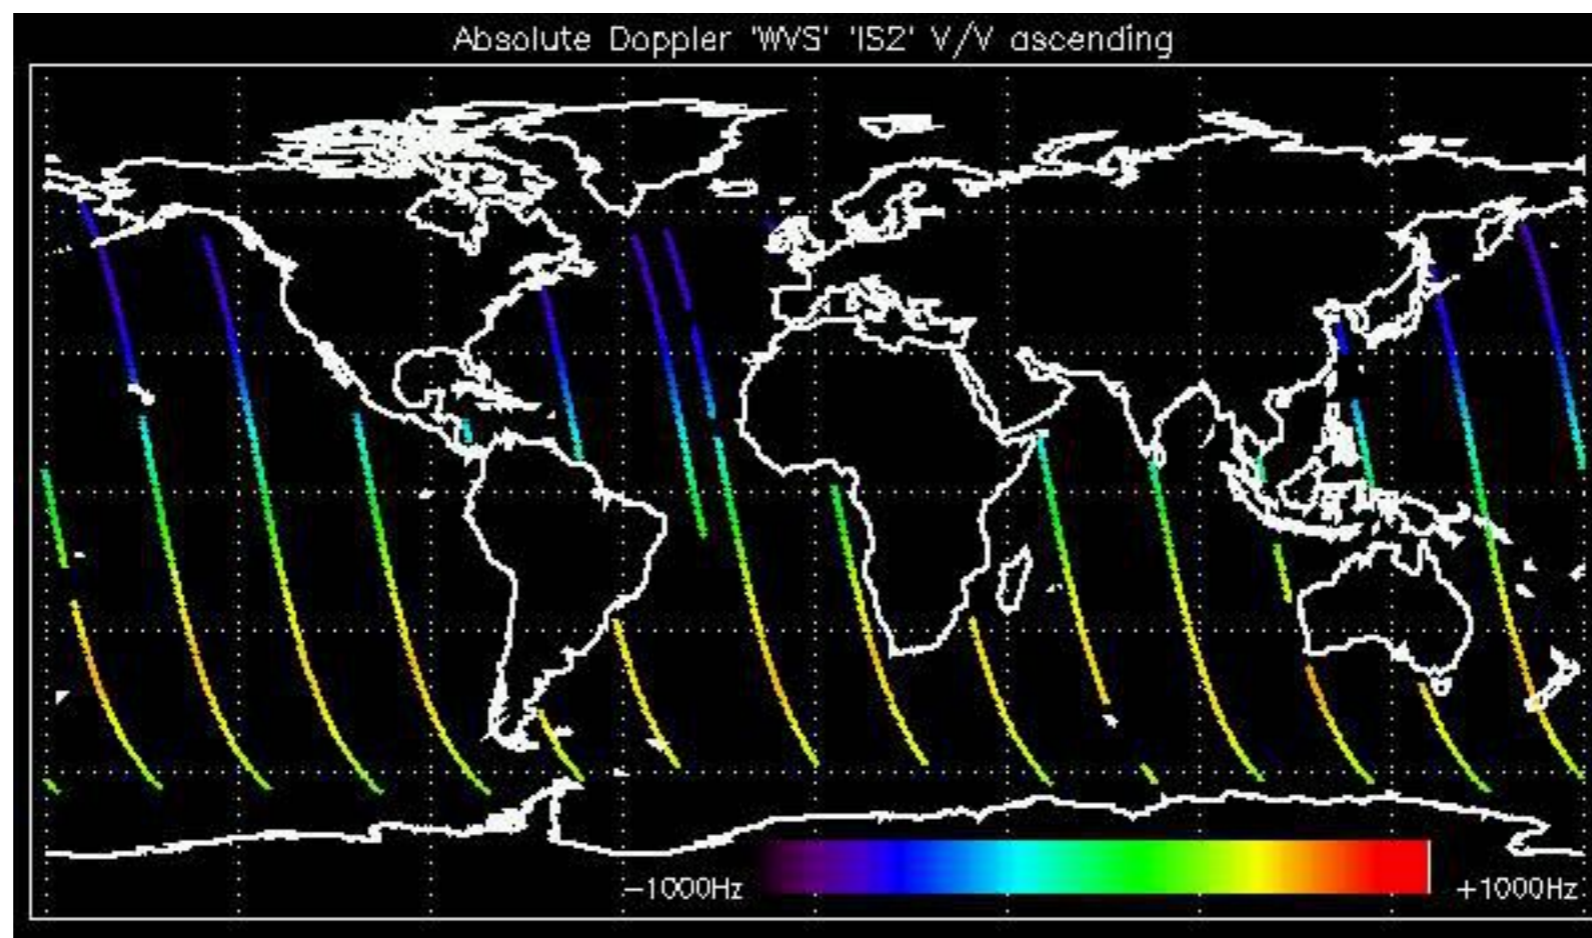 Absolute Doppler 'WVS' 'IS2' V/V ascending
-1000Hz +1000Hz